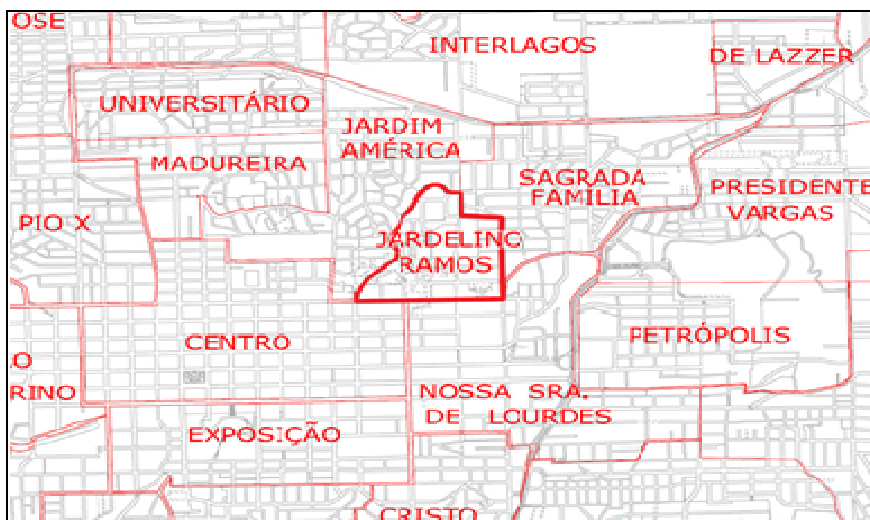 OSE
INTERLAGOS
DE LAZZER
UNIVERSITÁRIO
JARDIM
AMÉRICA
MADUREIRA
SAGRADA
FAMÍLIA
PRESIDENTE
VARGAS
PIO X
JARDELINO
RAMOS
CENTRO
PETRÓPOLIS
O
RINO
NOSSA SRA.
DE LOURDES
EXPOSIÇÃO
CRISTO